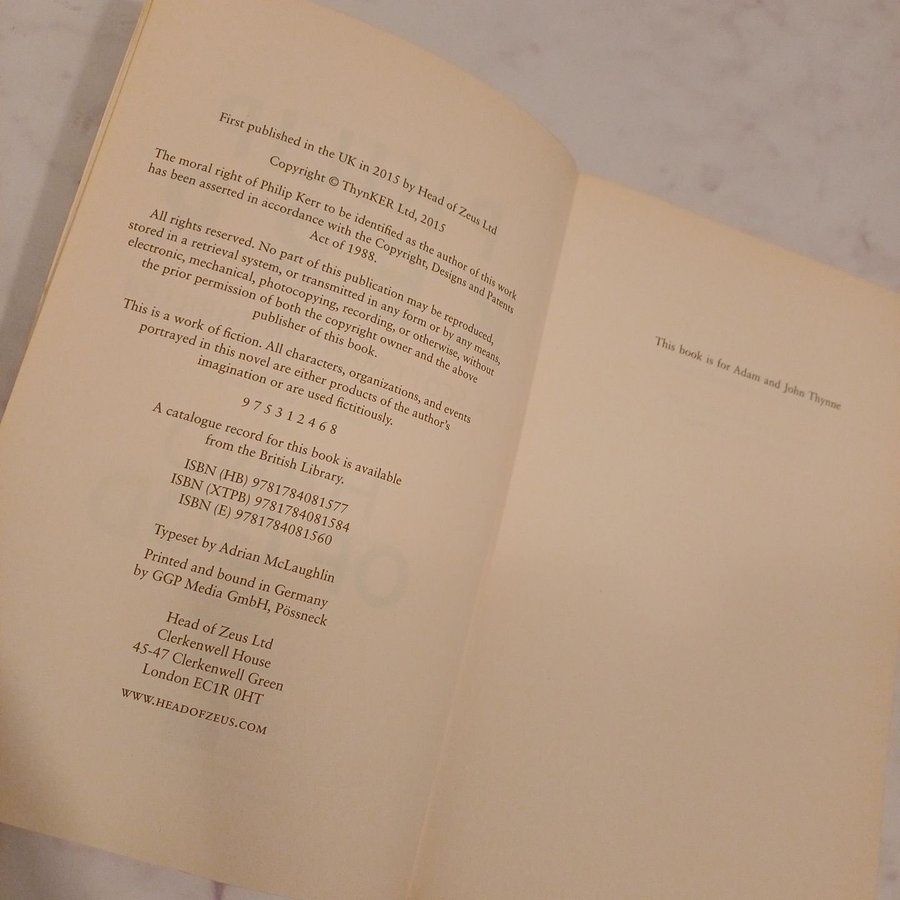 First published in the UK in 2015 by Head of Zeus Ltd
Copyright © ThynKER Ltd, 2015
The moral right of Philip Kerr to be identified as the author of this work
has been asserted in accordance with the Copyright, Designs and Patents
Act of 1988.
All rights reserved. No part of this publication may be reproduced,
stored in a retrieval system, or transmitted in any form or by any means,
electronic, mechanical, photocopying, recording, or otherwise, without
the prior permission of both the copyright owner and the above
publisher of this book.
This is a work of fiction. All characters, organizations, and events
portrayed in this novel are either products of the author's
imagination or are used fictitiously.
9 7 5 3 1 2 4 6 8
A catalogue record for this book is available
from the British Library.
ISBN (HB) 9781784081577
ISBN (XTPB) 9781784081584
ISBN (E) 9781784081560
Typeset by Adrian McLaughlin
Printed and bound in Germany
by GGP Media GmbH, Pössneck
Head of Zeus Ltd
Clerkenwell House
45-47 Clerkenwell Green
London EC1R 0HT
WWW.HEADOFZEUS.COM
This book is for Adam and John Thynne